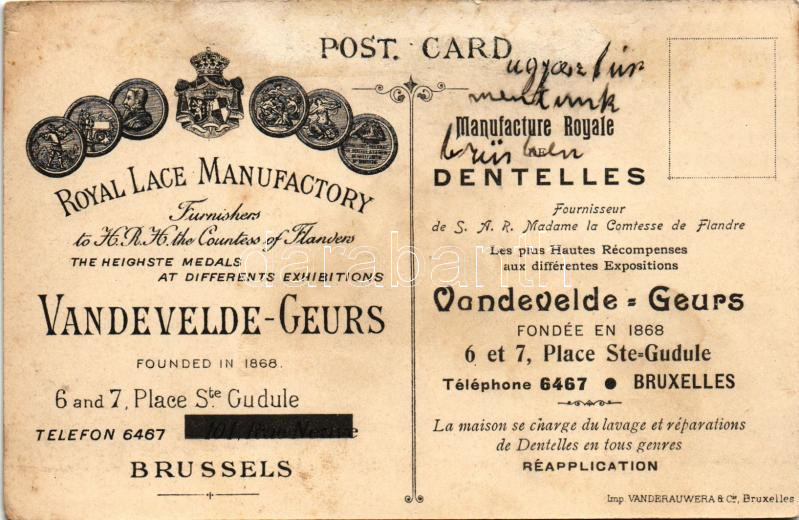 POST CARD
ROYAL LACE MANUFACTORY
Furnishers
to H.R.H. the Countess of Flanders
THE HEIGHSTE MEDALS
AT DIFFERENTS EXHIBITIONS
VANDEVELDE-GEURS
FOUNDED IN 1868.
6 and 7, Place Ste Gudule
TELEFON 6467
BRUSSELS
Manufacture Royale
DE
DENTELLES
Fournisseur
de S. A. R. Madame la Comtesse de Flandre
Les plus Hautes Récompenses
aux différentes Expositions
Vandevelde=Geurs
FONDÉE EN 1868
6 et 7, Place Ste=Gudule
Téléphone 6467 ● BRUXELLES
La maison se charge du lavage et réparations
de Dentelles en tous genres
RÉAPPLICATION
Imp. VANDERAUWERA & Cie, Bruxelles
darabanth